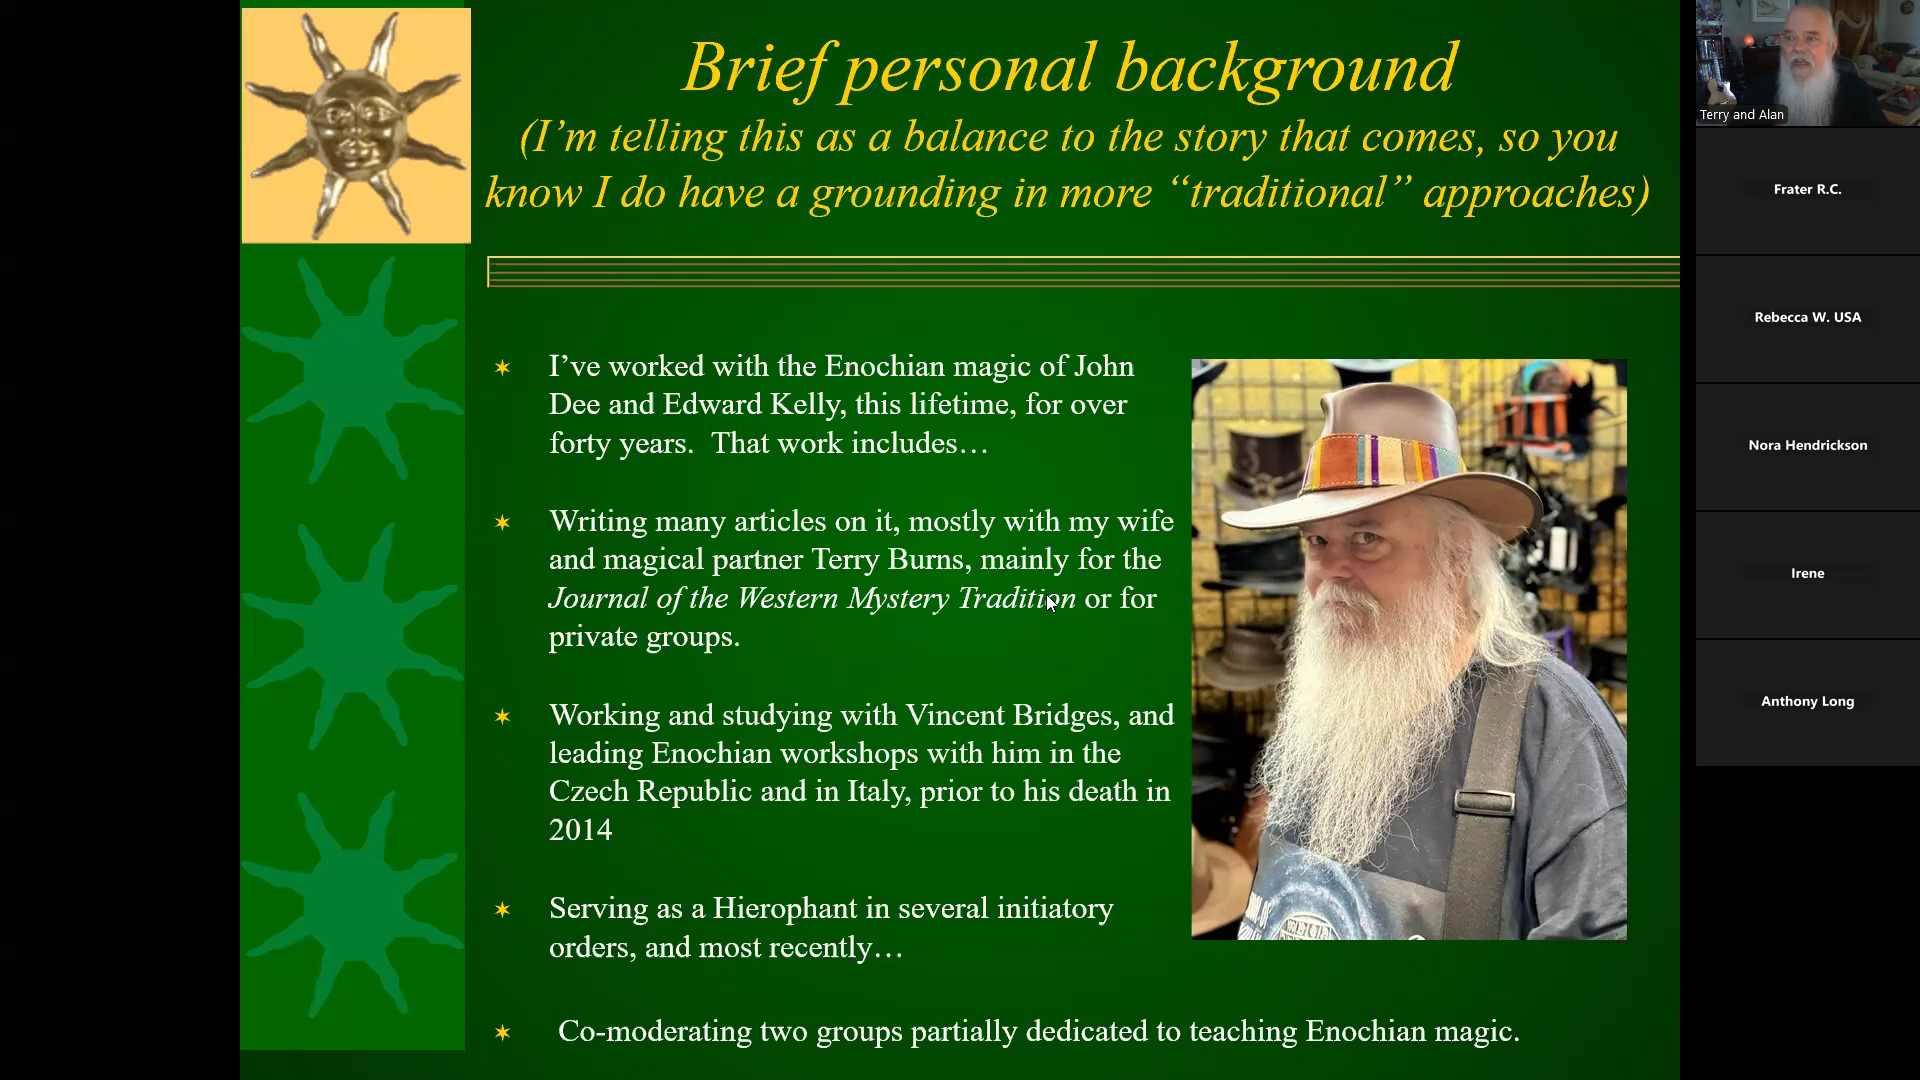 Brief personal background
(I’m telling this as a balance to the story that comes, so you
know I do have a grounding in more “traditional” approaches)
I’ve worked with the Enochian magic of John
Dee and Edward Kelly, this lifetime, for over
forty years.  That work includes…
Writing many articles on it, mostly with my wife
and magical partner Terry Burns, mainly for the
Journal of the Western Mystery Tradition or for
private groups.
Working and studying with Vincent Bridges, and
leading Enochian workshops with him in the
Czech Republic and in Italy, prior to his death in
2014
Serving as a Hierophant in several initiatory
orders, and most recently…
Co-moderating two groups partially dedicated to teaching Enochian magic.
Terry and Alan
Frater R.C.
Rebecca W. USA
Nora Hendrickson
Irene
Anthony Long